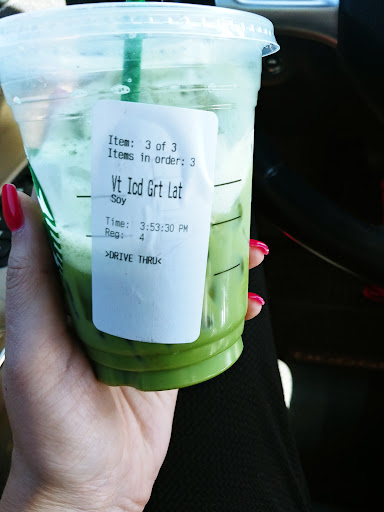 Item: 3 of 3
Items in order: 3
Vt Icd Grt Lat
Soy
Time: 3:53:30 PM
Reg: 4
>DRIVE THRU<